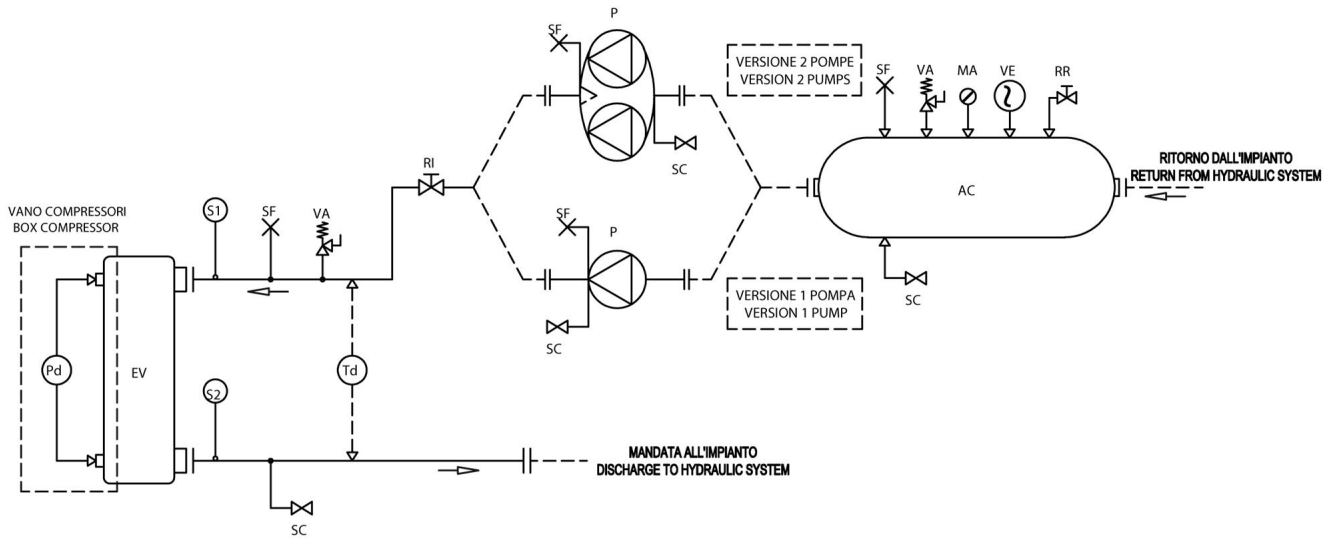 P
SF
VERSIONE 2 POMPE
VERSION 2 PUMPS
SF
VA
MA
VE
RR
SC
RI
RITORNO DALL'IMPIANTO
RETURN FROM HYDRAULIC SYSTEM
AC
VANO COMPRESSORI
BOX COMPRESSOR
S1
SF
VA
SF
P
SC
VERSIONE 1 POMPA
VERSION 1 PUMP
SC
Pd
EV
Td
S2
MANDATA ALL'IMPIANTO
DISCHARGE TO HYDRAULIC SYSTEM
SC